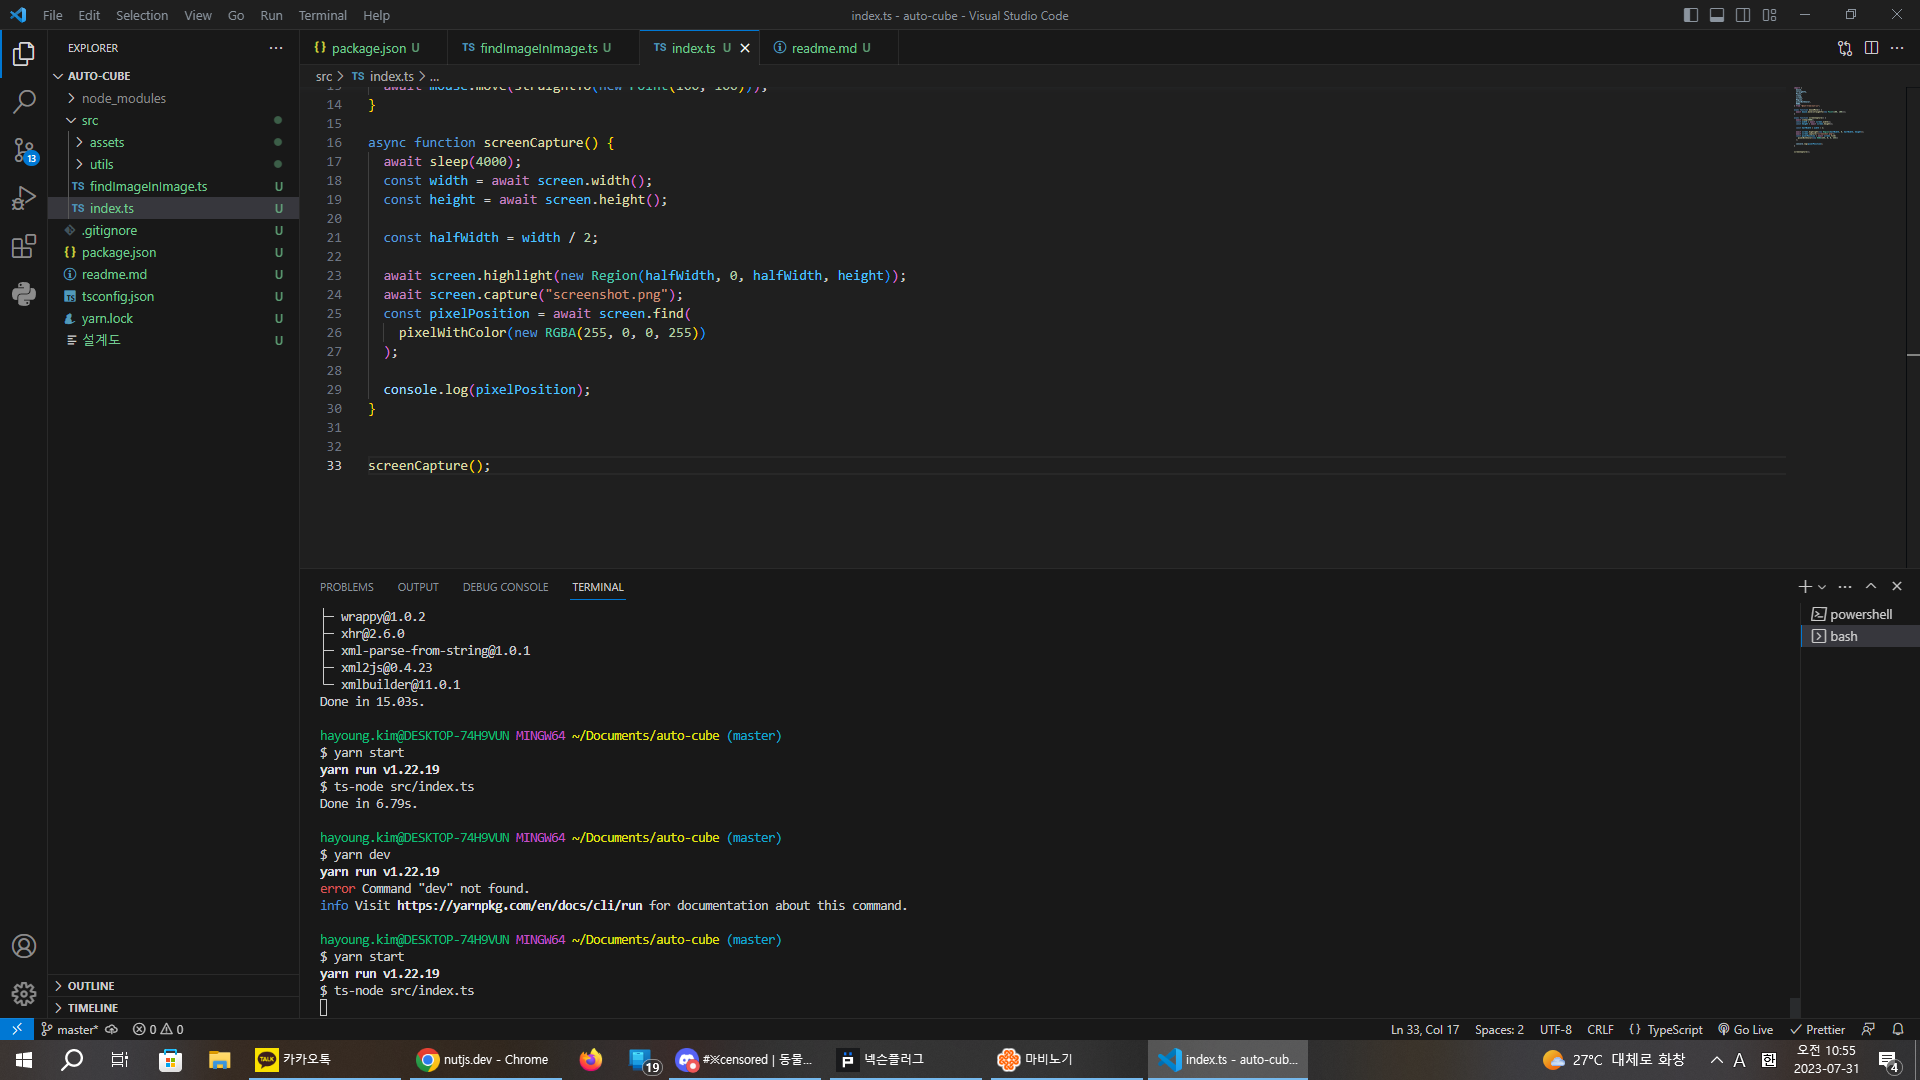 File Edit Selection View Go Run Terminal Help
index.ts - auto-cube - Visual Studio Code
EXPLORER
AUTO-CUBE
node_modules
src
assets
utils
TS findImageInImage.ts U
TS index.ts U
.gitignore U
{} package.json U
readme.md U
TS tsconfig.json U
yarn.lock U
설계도 U
OUTLINE
TIMELINE
13
{} package.json U
TS findImageInImage.ts U
TS index.ts U
readme.md U
src > TS index.ts > ...
13 await mouse.move(straightTo(new Point(100, 100)));
14 }
15
16 async function screenCapture() {
17 await sleep(4000);
18 const width = await screen.width();
19 const height = await screen.height();
20
21 const halfWidth = width / 2;
22
23 await screen.highlight(new Region(halfWidth, 0, halfWidth, height));
24 await screen.capture("screenshot.png");
25 const pixelPosition = await screen.find(
26 pixelWithColor(new RGBA(255, 0, 0, 255))
27 );
28
29 console.log(pixelPosition);
30 }
31
32
33 screenCapture();
PROBLEMS OUTPUT DEBUG CONSOLE TERMINAL
powershell
bash
├─ wrappy@1.0.2
├─ xhr@2.6.0
├─ xml-parse-from-string@1.0.1
├─ xml2js@0.4.23
└─ xmlbuilder@11.0.1
Done in 15.03s.
hayoung.kim@DESKTOP-74H9VUN MINGW64 ~/Documents/auto-cube (master)
$ yarn start
yarn run v1.22.19
$ ts-node src/index.ts
Done in 6.79s.
hayoung.kim@DESKTOP-74H9VUN MINGW64 ~/Documents/auto-cube (master)
$ yarn dev
yarn run v1.22.19
error Command "dev" not found.
info Visit https://yarnpkg.com/en/docs/cli/run for documentation about this command.
hayoung.kim@DESKTOP-74H9VUN MINGW64 ~/Documents/auto-cube (master)
$ yarn start
yarn run v1.22.19
$ ts-node src/index.ts
master* 0 0
Ln 33, Col 17 Spaces: 2 UTF-8 CRLF {} TypeScript Go Live Prettier
TALK 카카오톡
nutjs.dev - Chrome
19
#※censored | 동물...
넥슨플러그
마비노기
index.ts - auto-cub...
27°C 대체로 화창
A 한
오전 10:55
2023-07-31
4